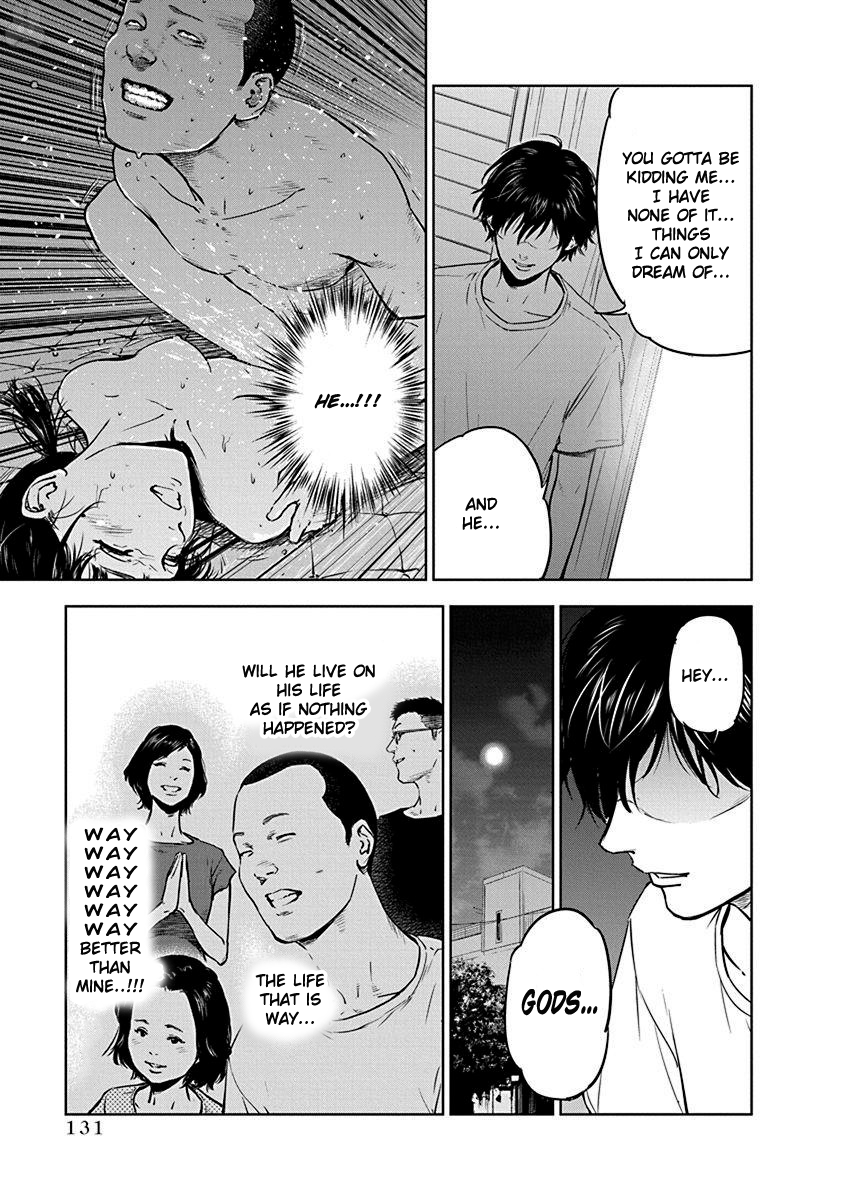 YOU GOTTA BE
KIDDING ME...
I HAVE
NONE OF IT...
THINGS
I CAN ONLY
DREAM OF...
AND
HE...
HE...!!!
HEY...
GODS...
WILL HE LIVE ON
HIS LIFE
AS IF NOTHING
HAPPENED?
THE LIFE
THAT IS
WAY...
WAY
WAY
WAY
WAY
WAY
WAY
BETTER
THAN
MINE..!!!
131